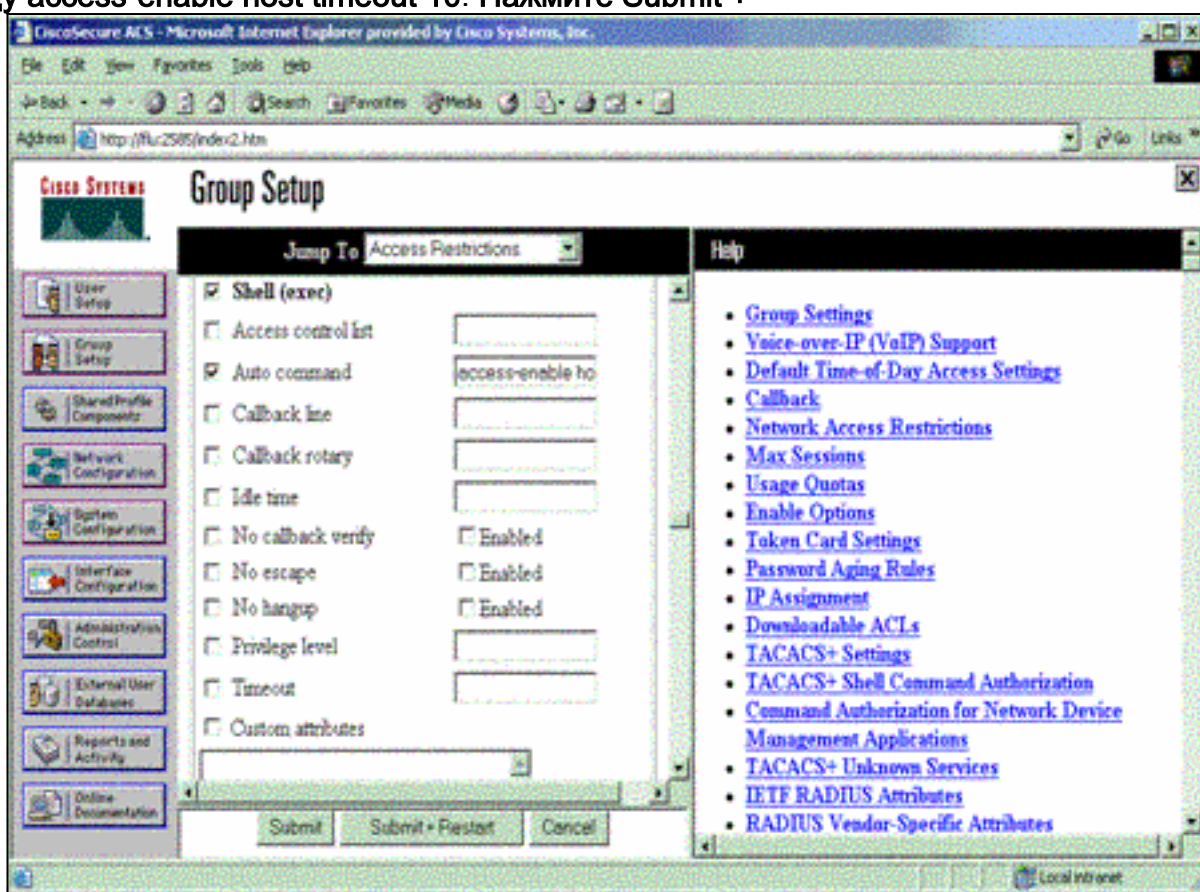 access-enable host timeout 10. Нажмите Submit +
CiscoSecure ACS - Microsoft Internet Explorer provided by Cisco Systems, Inc.
File Edit View Favorites Tools Help
Back Search Favorites Media
Address http://flu:2585/index2.htm Go Links
CISCO SYSTEMS
Group Setup
Jump To Access Restrictions
Help
User Setup
Group Setup
Shared Profile Components
Network Configuration
System Configuration
Interface Configuration
Administration Control
External User Databases
Reports and Activity
Online Documentation
Shell (exec)
Access control list
Auto command access-enable ho
Callback line
Callback rotary
Idle time
No callback verify Enabled
No escape Enabled
No hangup Enabled
Privilege level
Timeout
Custom attributes
Submit Submit + Restart Cancel
Group Settings
Voice-over-IP (VoIP) Support
Default Time-of-Day Access Settings
Callback
Network Access Restrictions
Max Sessions
Usage Quotas
Enable Options
Token Card Settings
Password Aging Rules
IP Assignment
Downloadable ACLs
TACACS+ Settings
TACACS+ Shell Command Authorization
Command Authorization for Network Device
Management Applications
TACACS+ Unknown Services
IETF RADIUS Attributes
RADIUS Vendor-Specific Attributes
Local intranet